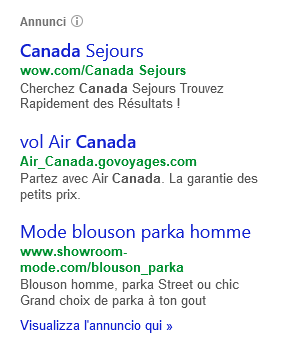 Annunci
Canada Sejours
wow.com/Canada Sejours
Cherchez Canada Sejours Trouvez
Rapidement des Résultats !
vol Air Canada
Air_Canada.govoyages.com
Partez avec Air Canada. La garantie des
petits prix.
Mode blouson parka homme
www.showroom-
mode.com/blouson_parka
Blouson homme, parka Street ou chic
Grand choix de parka à ton gout
Visualizza l'annuncio qui »